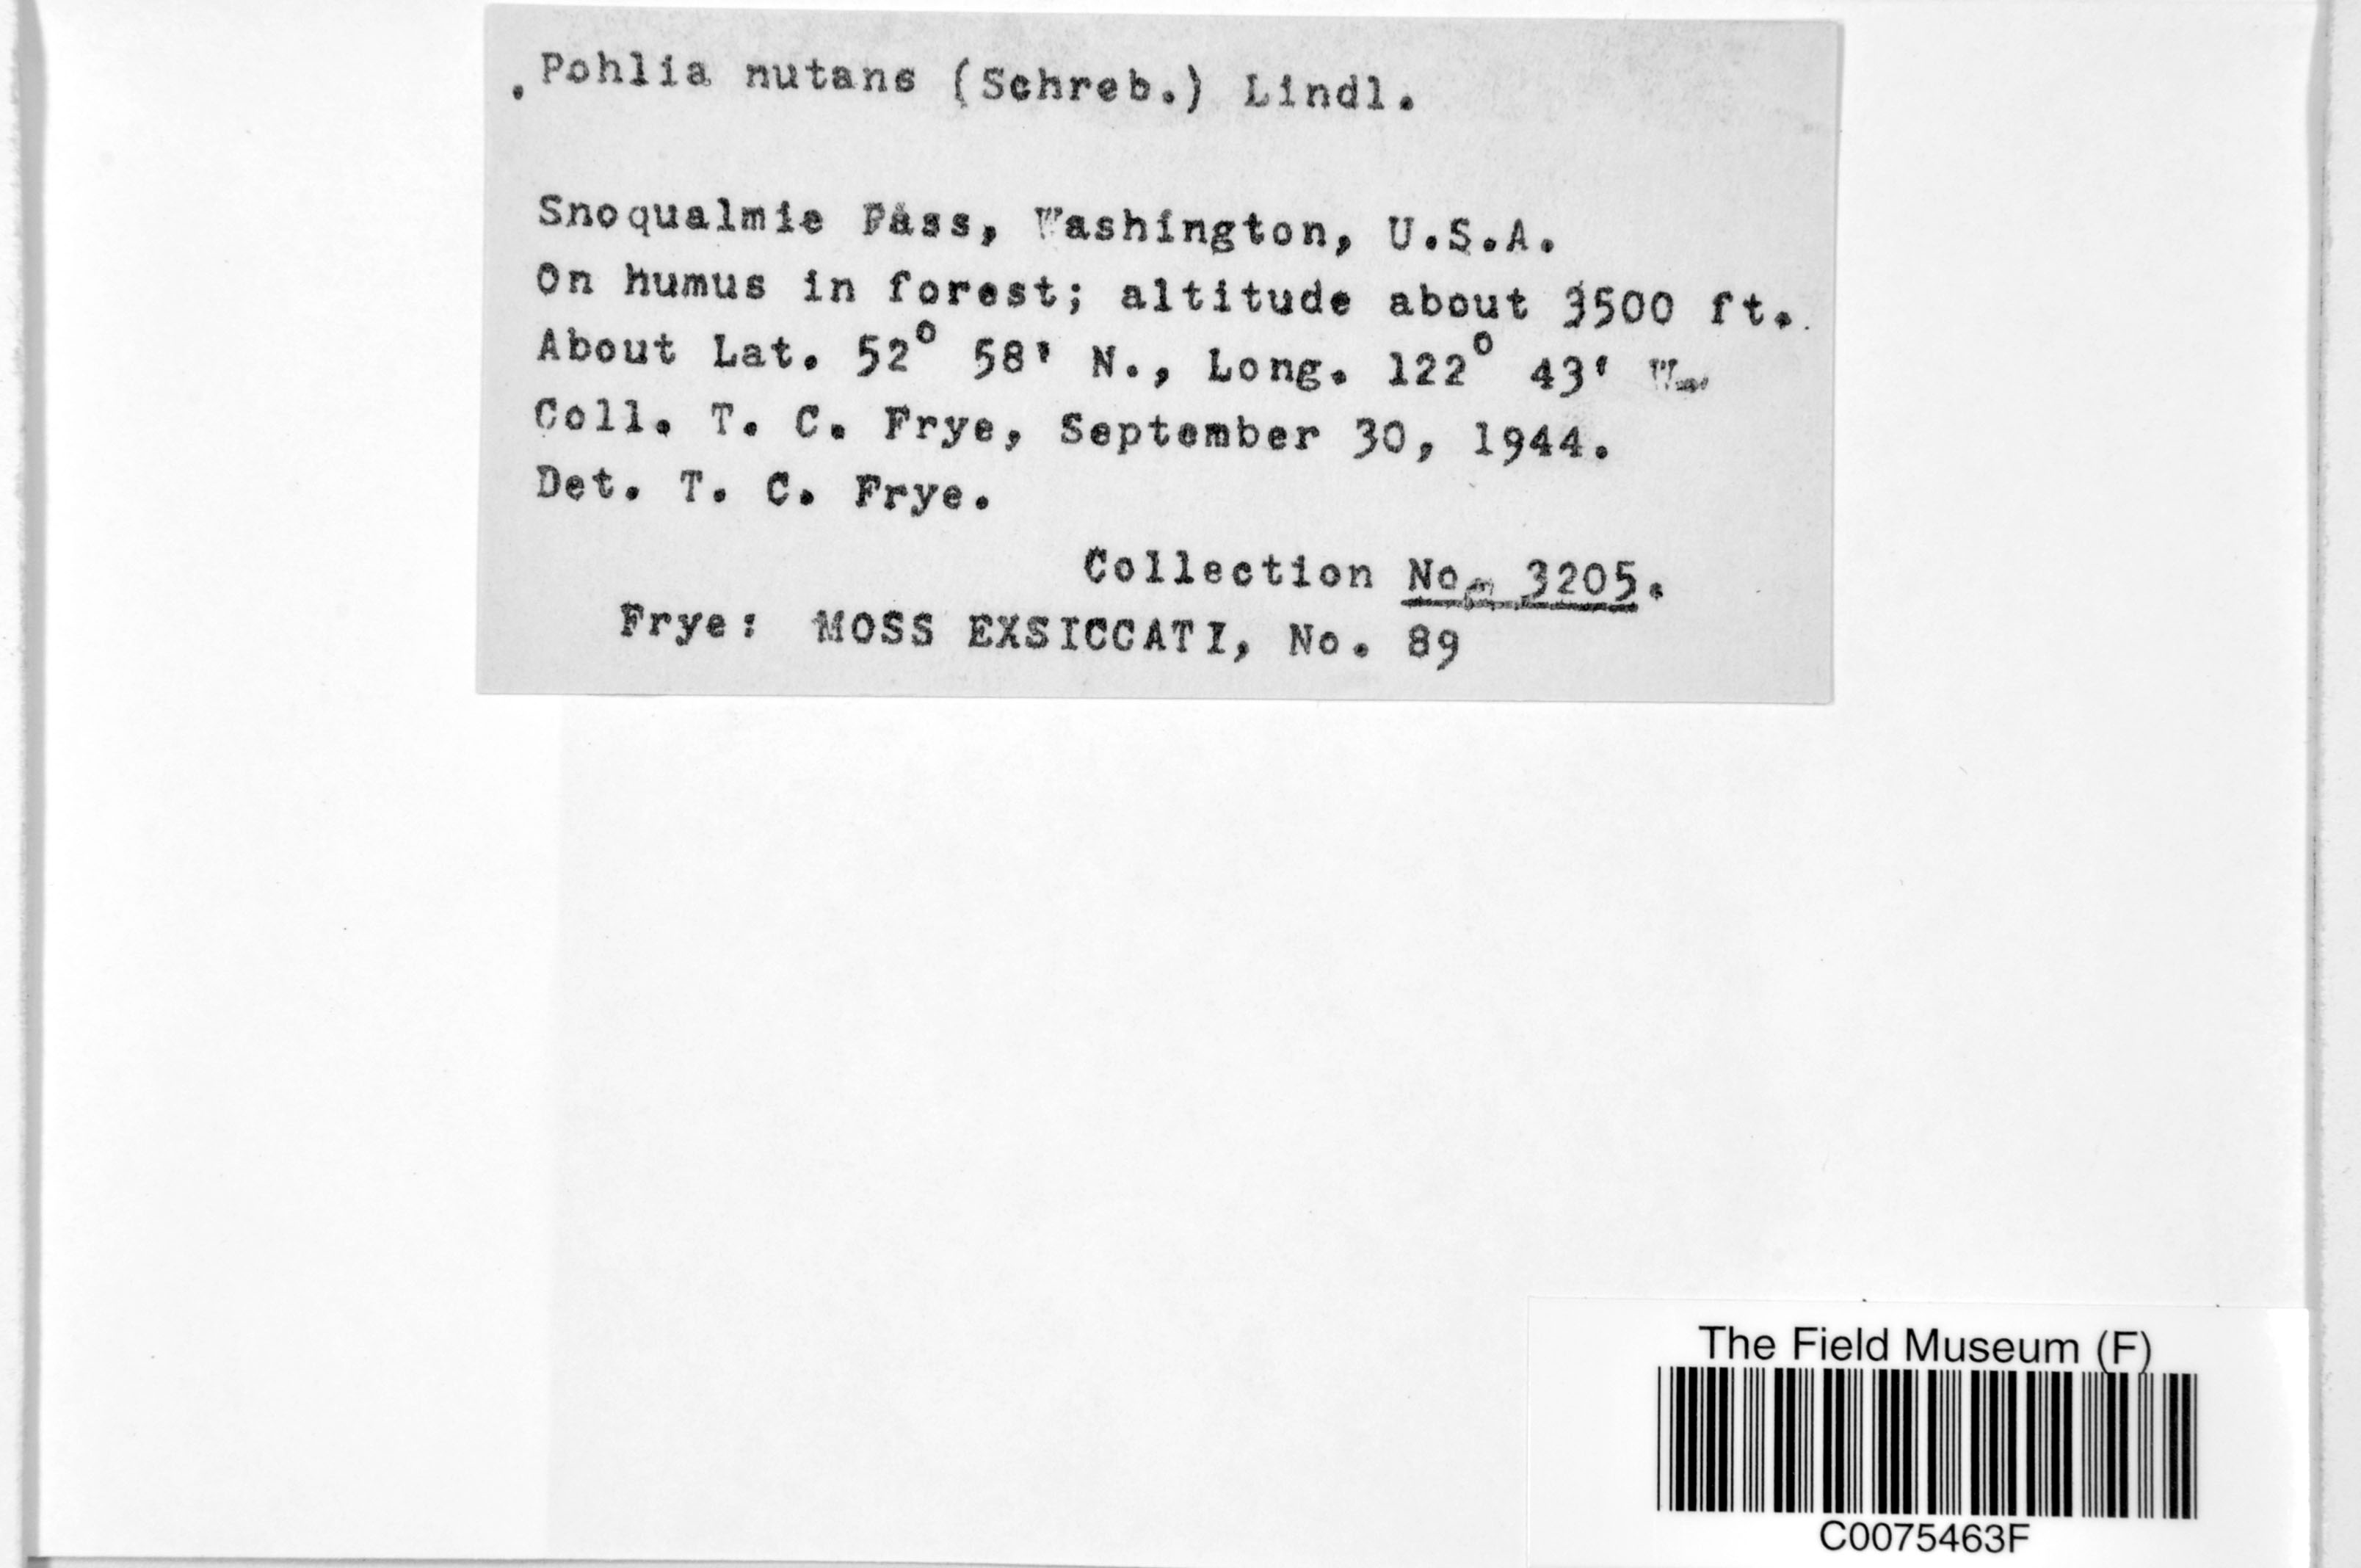 Pohlia nutans (Schreb.) Lindl.
Snoqualmie Pass, Washington, U.S.A.
On humus in forest; altitude about 3500 ft.
About Lat. 52° 58' N., Long. 122° 43' W.
Coll. T. C. Frye, September 30, 1944.
Det. T. C. Frye.
Collection No. 3205.
Frye: MOSS EXSICCATI, No. 89
The Field Museum (F)
C0075463F